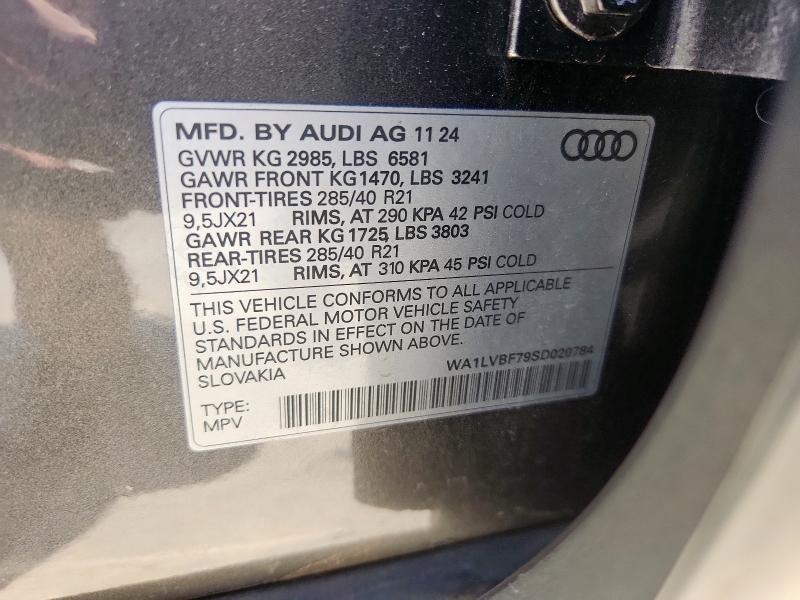 MFD. BY AUDI AG 11 24
GVWR KG 2985, LBS 6581
GAWR FRONT KG1470, LBS 3241
FRONT-TIRES 285/40 R21
9,5JX21 RIMS, AT 290 KPA 42 PSI COLD
GAWR REAR KG 1725, LBS 3803
REAR-TIRES 285/40 R21
9,5JX21 RIMS, AT 310 KPA 45 PSI COLD
THIS VEHICLE CONFORMS TO ALL APPLICABLE
U.S. FEDERAL MOTOR VEHICLE SAFETY
STANDARDS IN EFFECT ON THE DATE OF
MANUFACTURE SHOWN ABOVE.
SLOVAKIA
WA1LVBF79SD020784
TYPE:
MPV